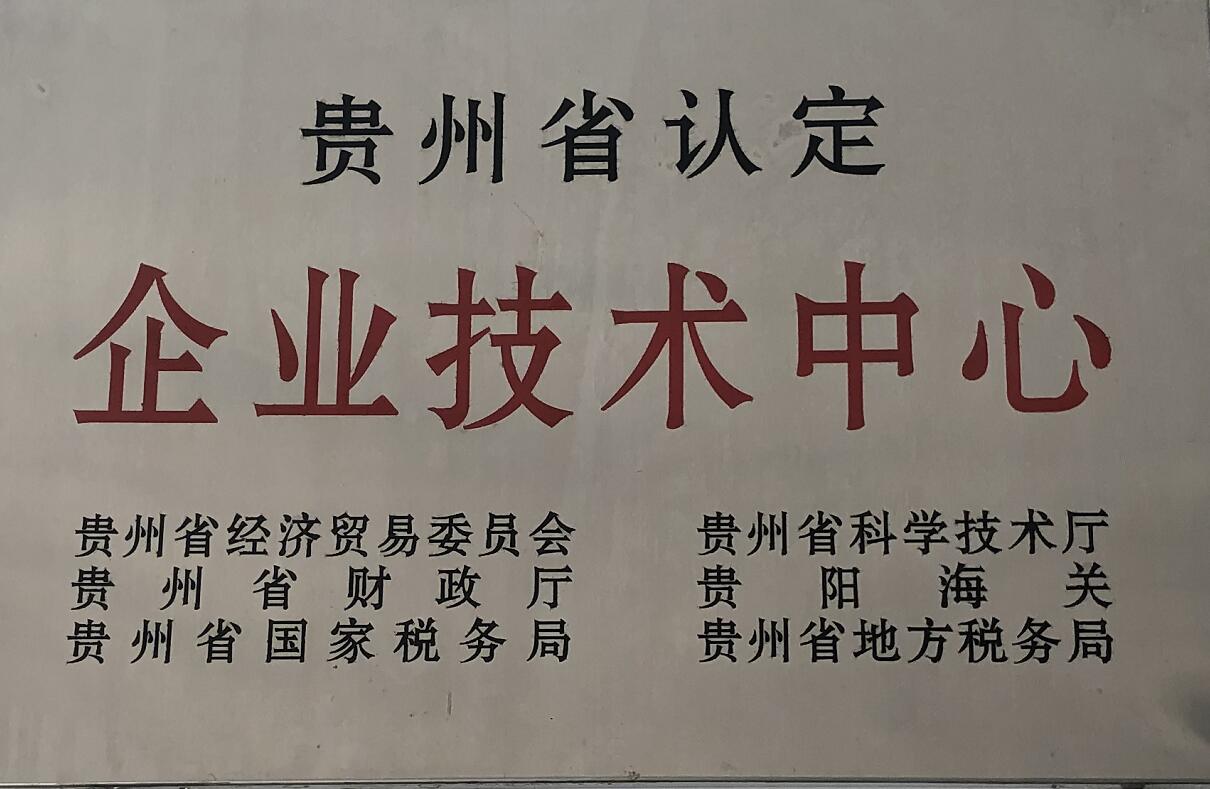 贵州省认定
企业技术中心
贵州省经济贸易委员会 贵州省科学技术厅
贵州省财政厅 贵阳海关
贵州省国家税务局 贵州省地方税务局